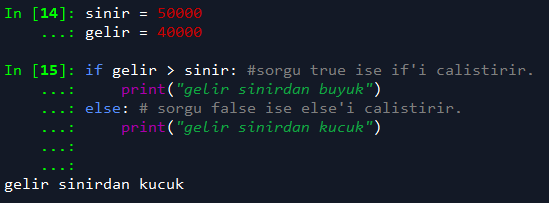 In [14]: sinir = 50000
    ...: gelir = 40000
In [15]: if gelir > sinir: #sorgu true ise if'i calistirir.
    ...:     print("gelir sinirdan buyuk")
    ...: else: # sorgu false ise else'i calistirir.
    ...:     print("gelir sinirdan kucuk")
    ...:
    ...:
gelir sinirdan kucuk